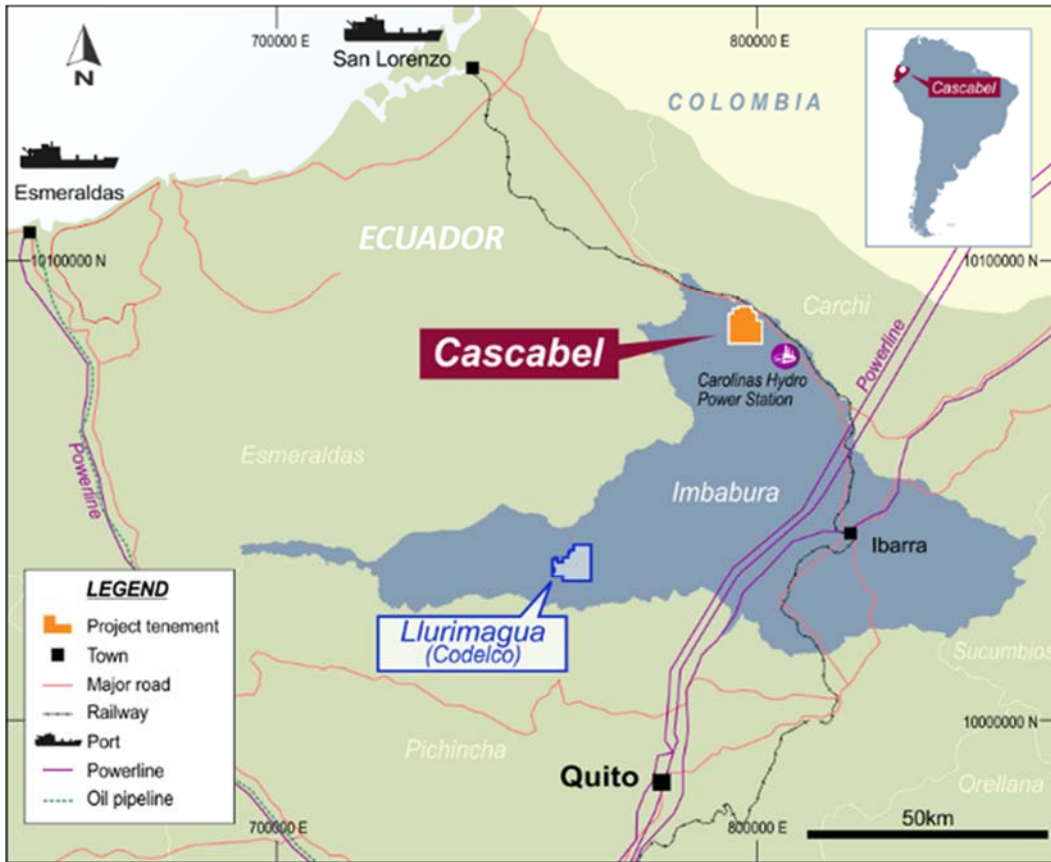 700000 E
800000 E
San Lorenzo
N
COLOMBIA
Cascabel
Esmeraldas
ECUADOR
10100000 N
10100000 N
Carchi
Powerline
Cascabel
Carolinas Hydro
Power Station
Esmeraldas
Powerline
Imbabura
Ibarra
LEGEND
Project tenement
Town
Major road
Railway
Port
Powerline
Oil pipeline
Llurimagua
(Codelco)
Sucumbios
10000000 N
Pichincha
Quito
Orellana
700000 E
800000 E
50km